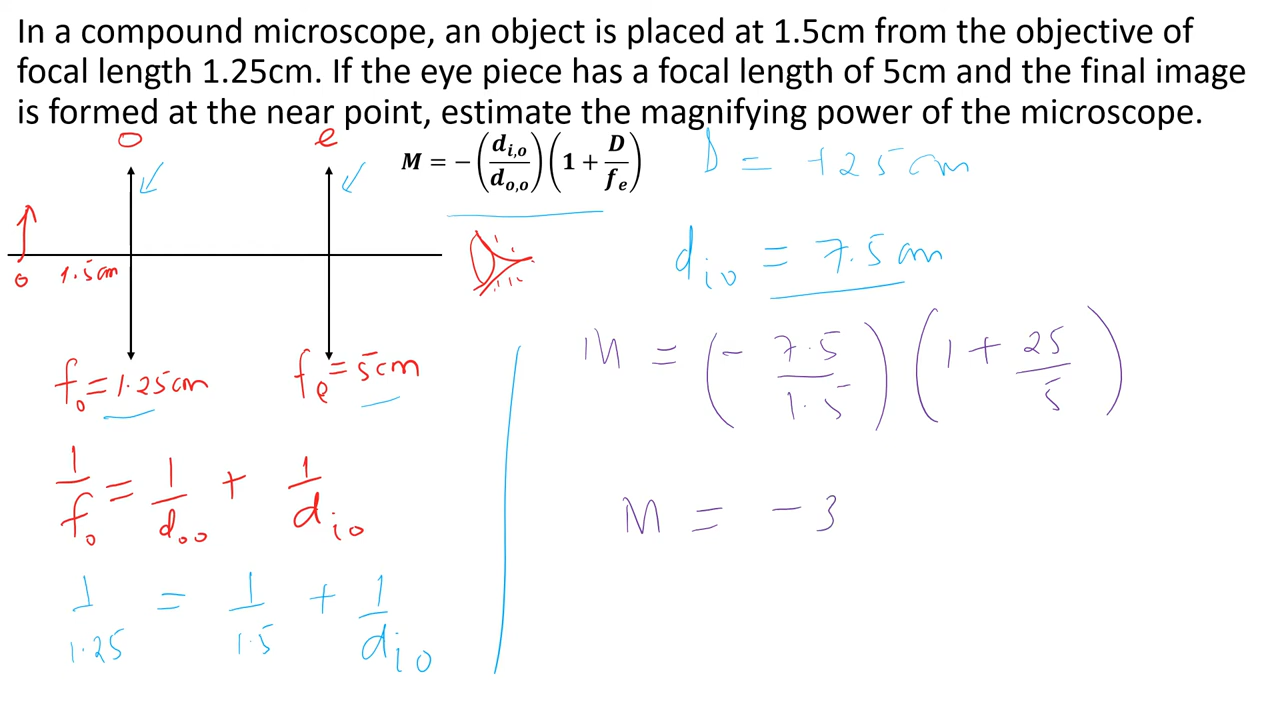 In a compound microscope, an object is placed at 1.5cm from the objective of
focal length 1.25cm. If the eye piece has a focal length of 5cm and the final image
is formed at the near point, estimate the magnifying power of the microscope.
o e
M = −(d_{i,o}/d_{o,o})(1 + D/f_e)
D = +25cm
o 1.5cm
d_{io} = 7.5cm
f_o = 1.25cm
f_e = 5cm
M = (− 7.5/1.5)(1 + 25/5)
1/f_o = 1/d_{oo} + 1/d_{io}
M = −3
1/1.25 = 1/1.5 + 1/d_{io}